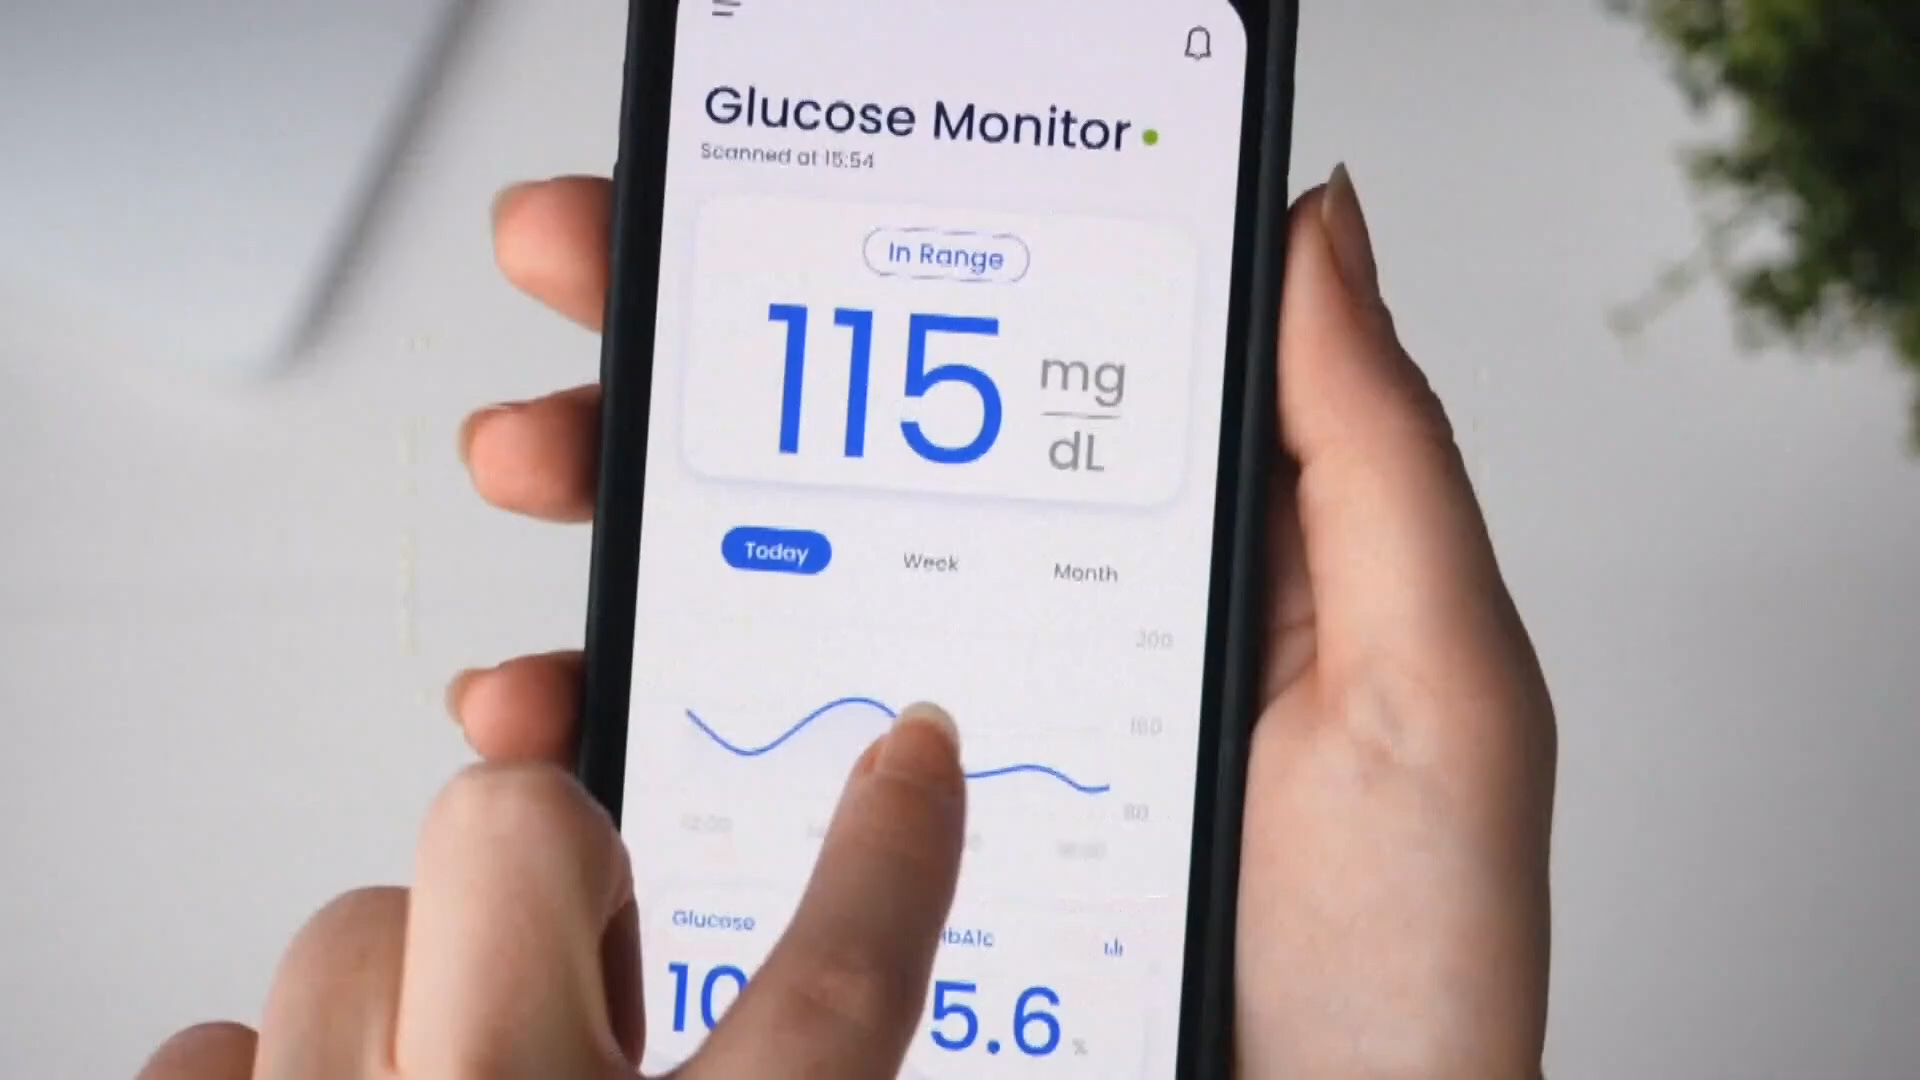 Glucose Monitor
Scanned at 15:54
In Range
115 mg
dL
Today Week Month
200
80
Glucose
5.6 %